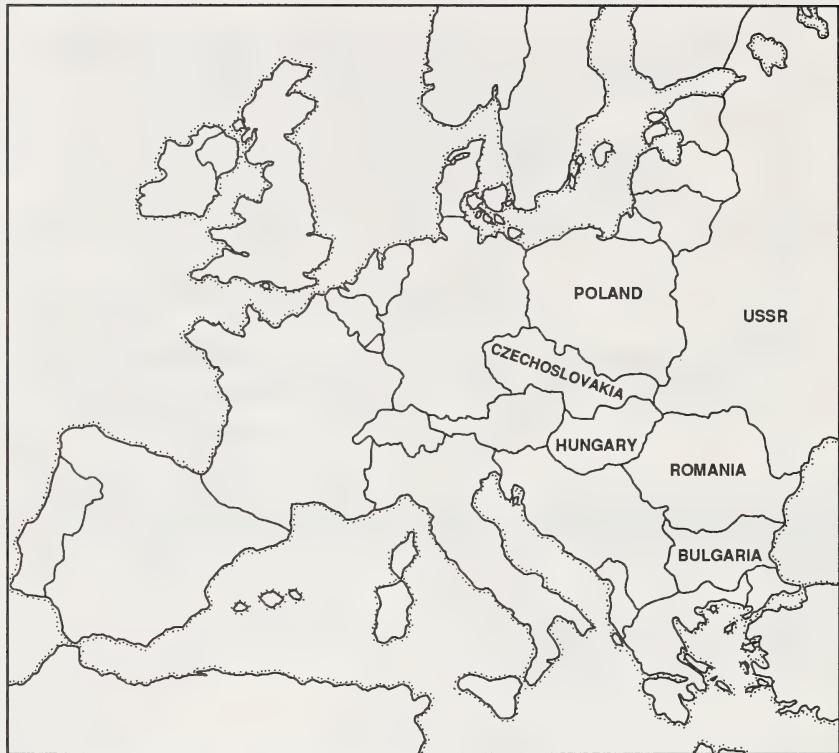 POLAND
USSR
CZECHOSLOVAKIA
HUNGARY
ROMANIA
BULGARIA